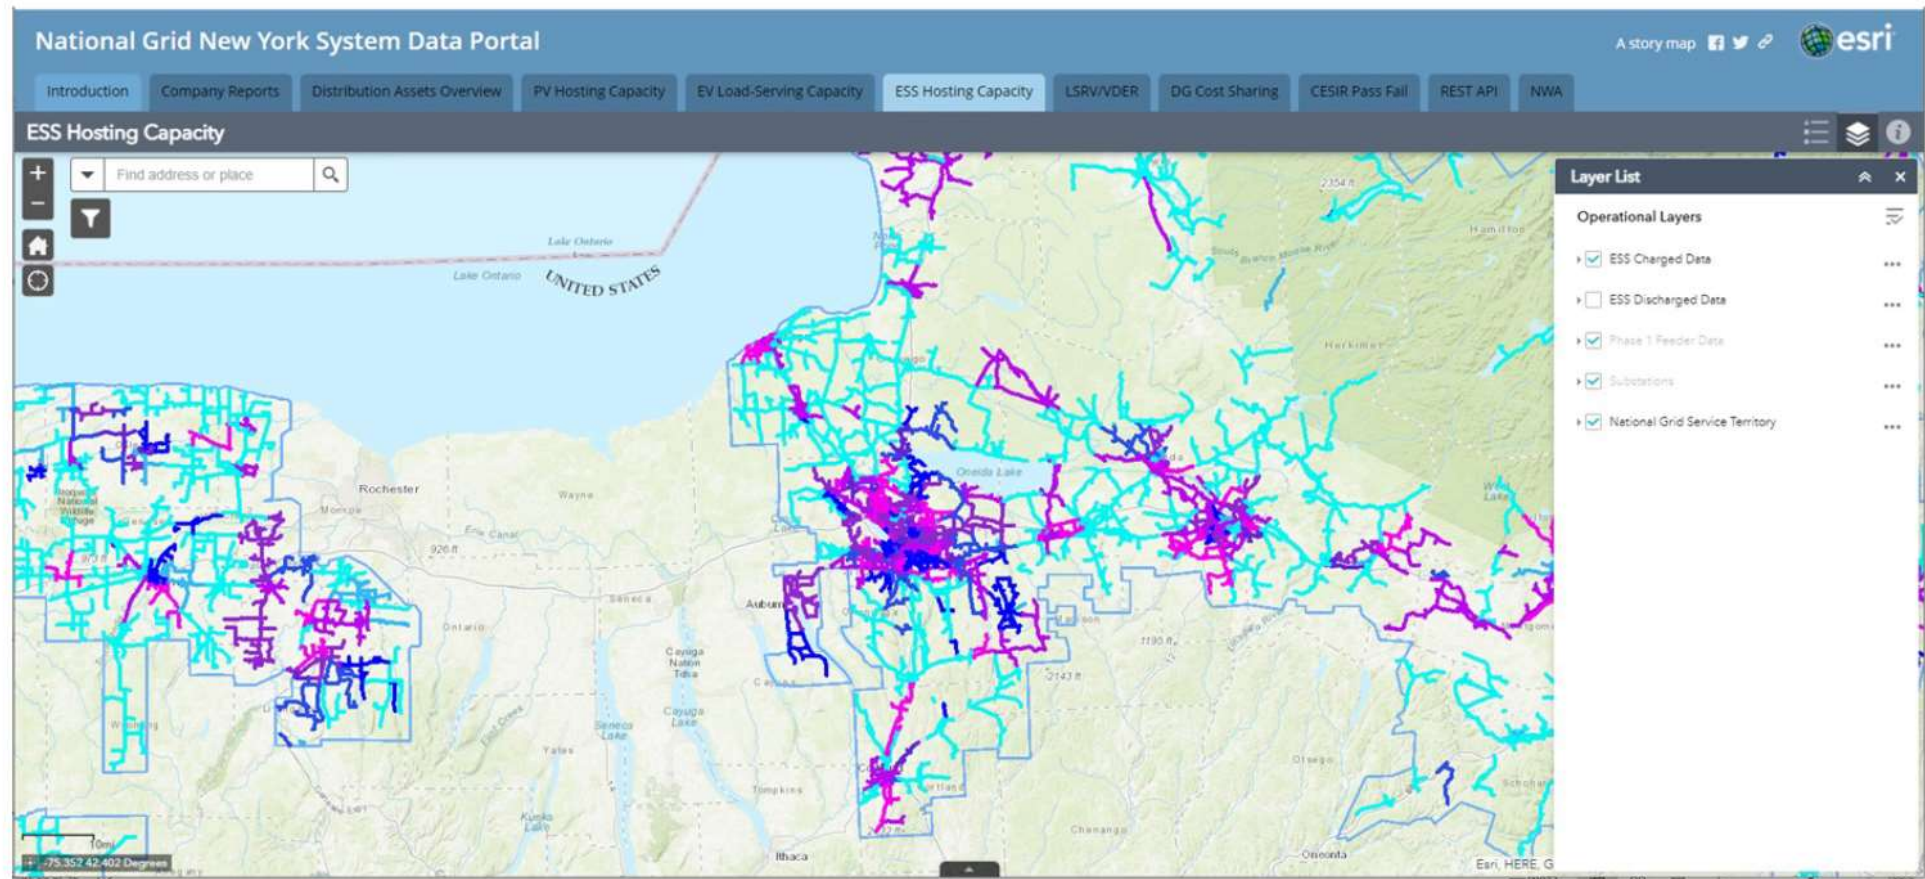 National Grid New York System Data Portal
A story map
esri
Introduction
Company Reports
Distribution Assets Overview
PV Hosting Capacity
EV Load-Serving Capacity
ESS Hosting Capacity
LSRV/VDER
DG Cost Sharing
CESIR Pass Fail
REST API
NWA
ESS Hosting Capacity
Find address or place
Layer List
Operational Layers
ESS Charged Data
ESS Discharged Data
Phase 1 Feeder Data
Substations
National Grid Service Territory
2354 ft
Hamilton
Lake Ontario
Lake Ontario
UNITED STATES
Herkimer
Oneida Lake
Rochester
Wayne
Monroe
Erie Canal
926 ft
Seneca
Auburn
Ontario
Madison
1190 ft
Cayuga
Nation
Cayuga
2143 ft
Seneca
Lake
Cayuga
Lake
Yates
Otsego
Tompkins
Keuka
Lake
Chenango
Ithaca
Oneonta
10mi
-75.352 42.402 Degrees
Esri, HERE, G